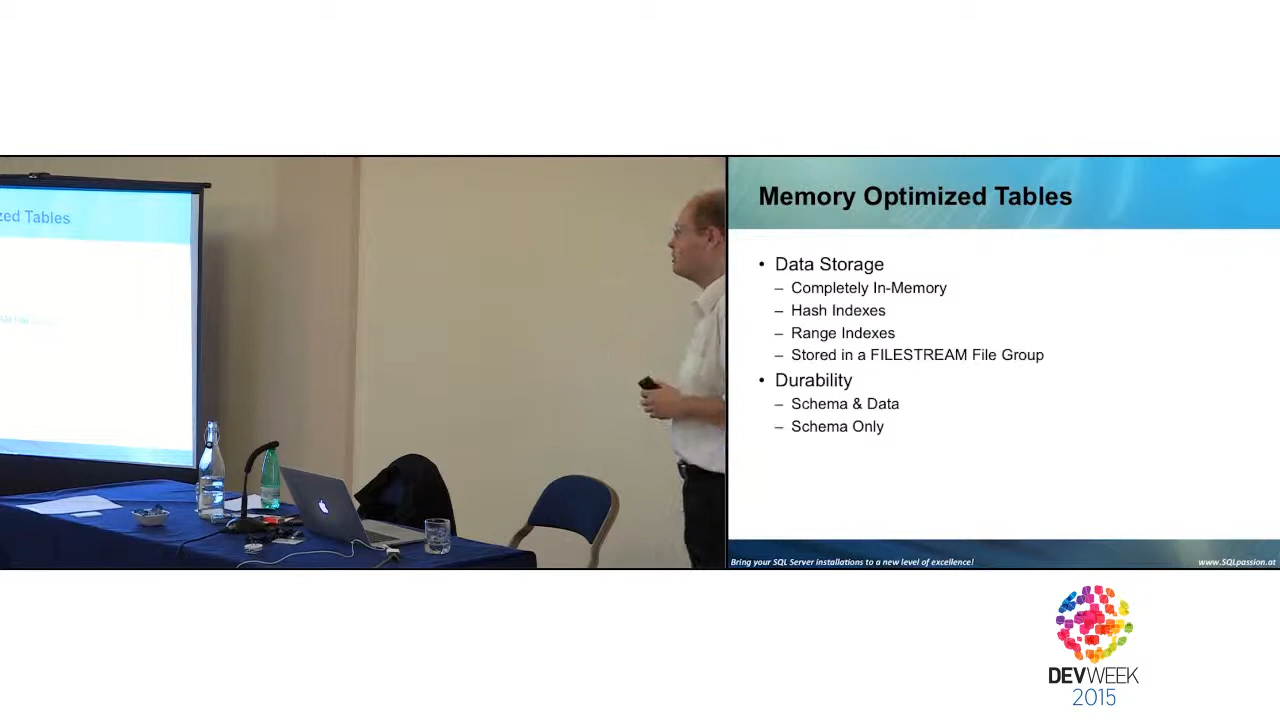 zed Tables
Memory Optimized Tables
• Data Storage
– Completely In-Memory
– Hash Indexes
– Range Indexes
– Stored in a FILESTREAM File Group
• Durability
– Schema & Data
– Schema Only
Bring your SQL Server installations to a new level of excellence!
www.SQLpassion.at
DEVWEEK
2015